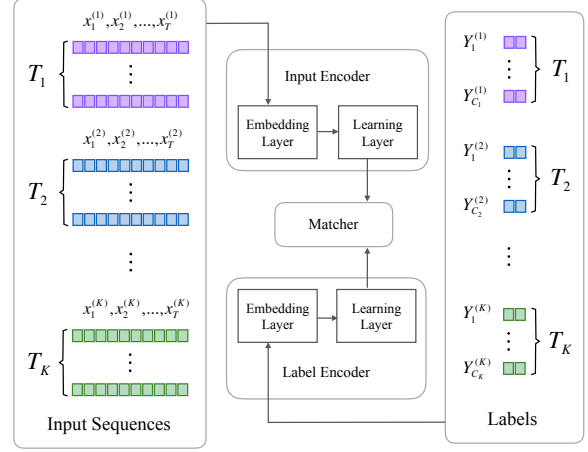 x_1^{(1)}, x_2^{(1)}, ..., x_T^{(1)}
T_1
x_1^{(2)}, x_2^{(2)}, ..., x_T^{(2)}
T_2
x_1^{(K)}, x_2^{(K)}, ..., x_T^{(K)}
T_K
Input Sequences
Input Encoder
Embedding
Layer
Learning
Layer
Matcher
Embedding
Layer
Learning
Layer
Label Encoder
Y_1^{(1)}
T_1
Y_{C_1}^{(1)}
Y_1^{(2)}
T_2
Y_{C_2}^{(2)}
Y_1^{(K)}
T_K
Y_{C_K}^{(K)}
Labels